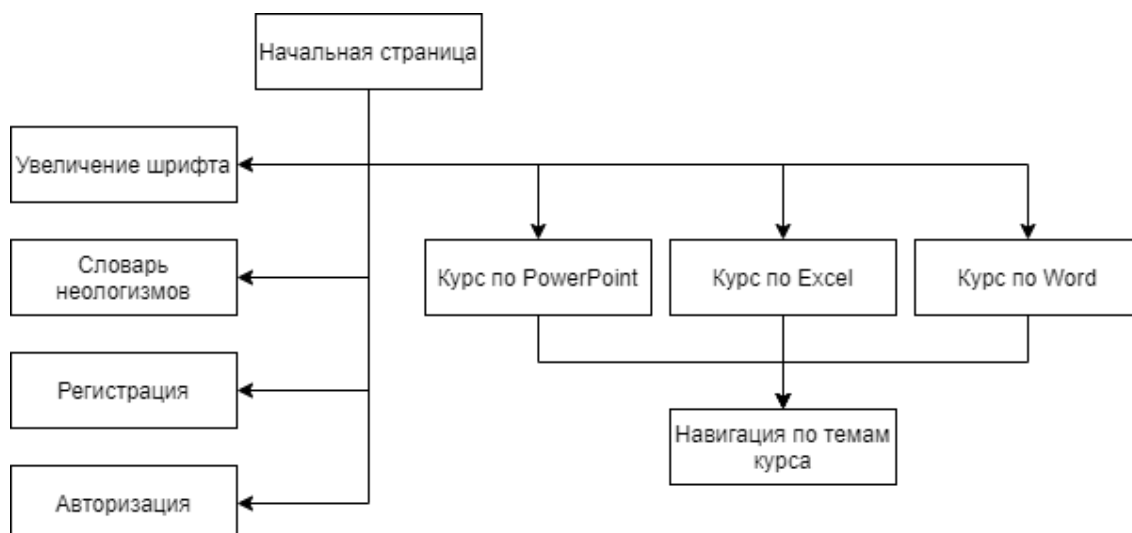 Начальная страница
Увеличение шрифта
Словарь
неологизмов
Регистрация
Авторизация
Курс по PowerPoint
Курс по Excel
Курс по Word
Навигация по темам
курса